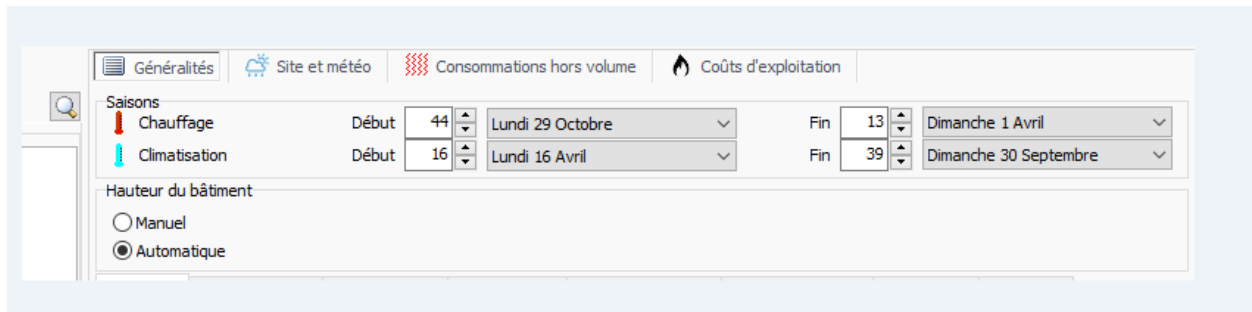 Généralités Site et météo Consommations hors volume Coûts d'exploitation
Saisons
Chauffage Début 44 Lundi 29 Octobre Fin 13 Dimanche 1 Avril
Climatisation Début 16 Lundi 16 Avril Fin 39 Dimanche 30 Septembre
Hauteur du bâtiment
Manuel
Automatique